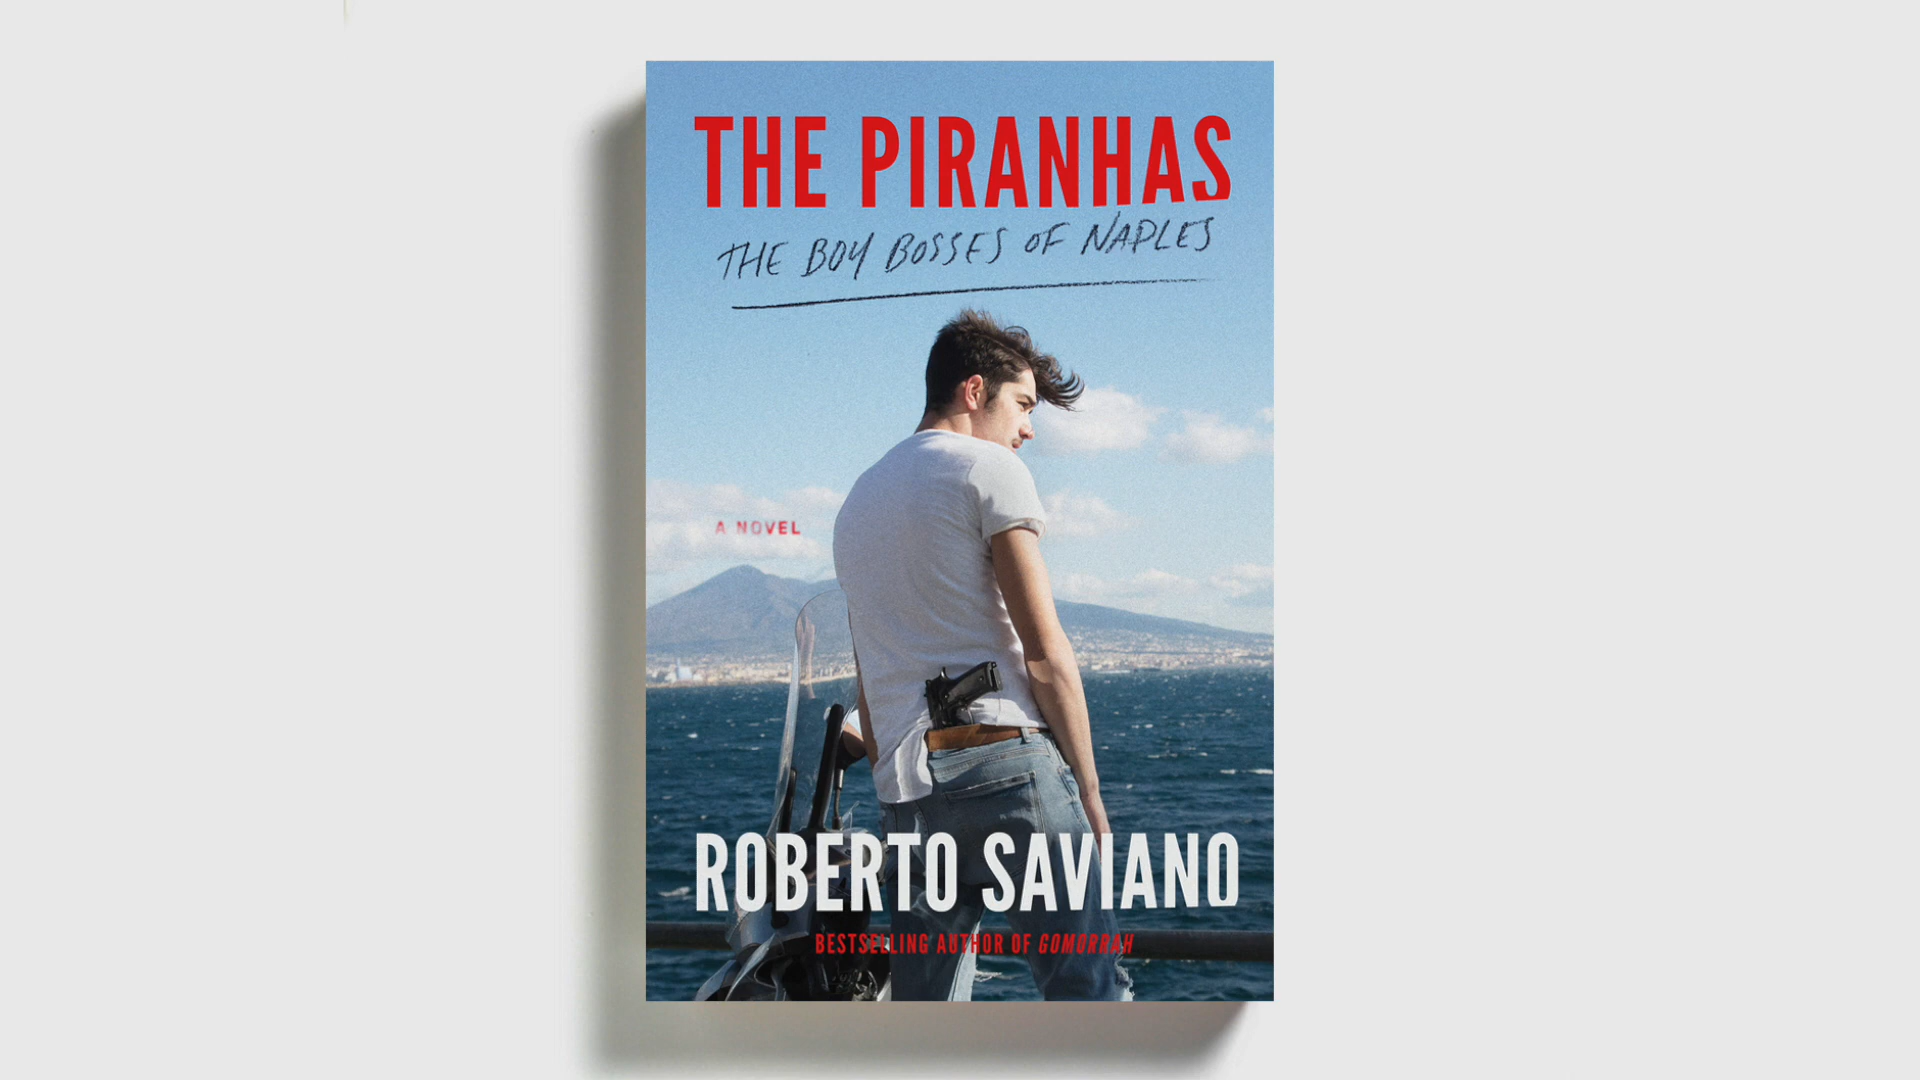 THE PIRANHAS
THE BOY BOSSES OF NAPLES
A NOVEL
ROBERTO SAVIANO
BESTSELLING AUTHOR OF GOMORRAH